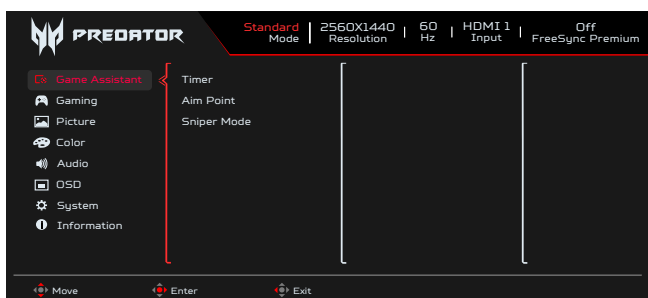 PREDATOR
Standard Mode
2560X1440 Resolution
60 Hz
HDMI 1 Input
Off FreeSync Premium
Game Assistant
Timer
Gaming
Aim Point
Picture
Sniper Mode
Color
Audio
OSD
System
Information
Move
Enter
Exit